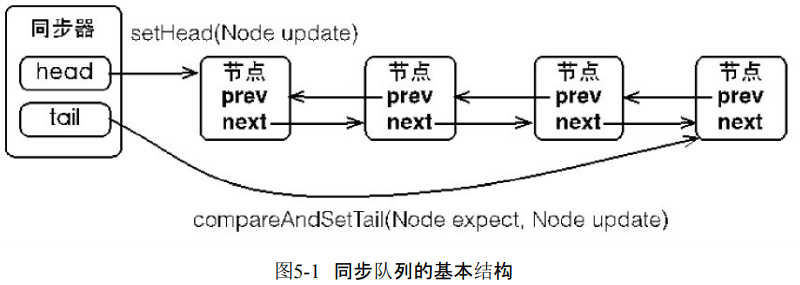 同步器
head
tail
setHead(Node update)
节点
prev
next
节点
prev
next
节点
prev
next
节点
prev
next
compareAndSetTail(Node expect, Node update)
图5-1 同步队列的基本结构